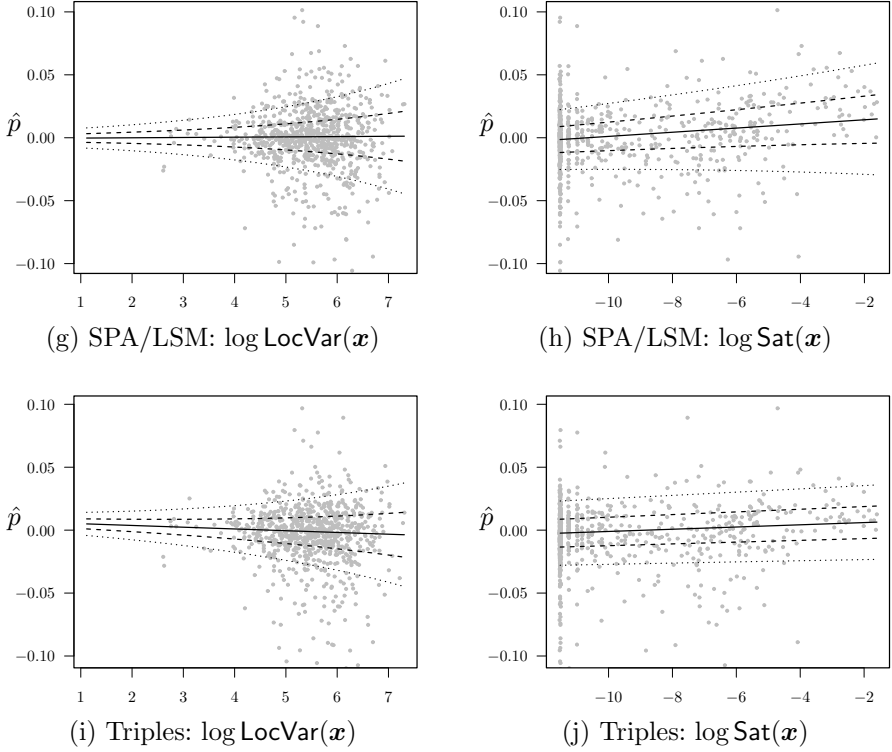 0.10
0.05
0.00
−0.05
−0.10
p̂
1 2 3 4 5 6 7
(g) SPA/LSM: log LocVar(x)
0.10
0.05
0.00
−0.05
−0.10
p̂
−10 −8 −6 −4 −2
(h) SPA/LSM: log Sat(x)
0.10
0.05
0.00
−0.05
−0.10
p̂
1 2 3 4 5 6 7
(i) Triples: log LocVar(x)
0.10
0.05
0.00
−0.05
−0.10
p̂
−10 −8 −6 −4 −2
(j) Triples: log Sat(x)